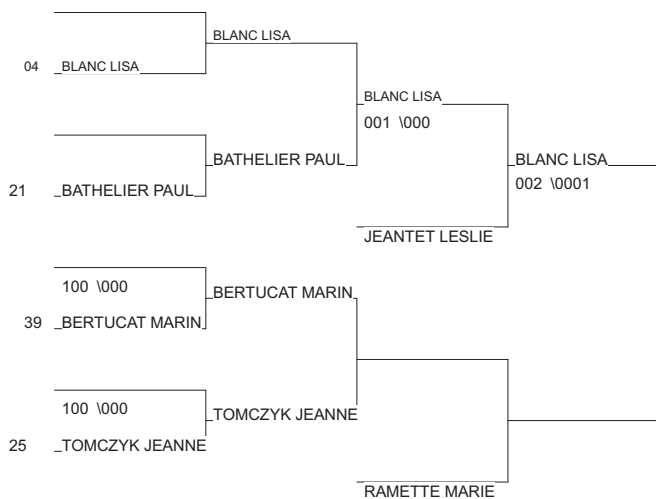 BLANC LISA
04 BLANC LISA
BLANC LISA
001 \000
BATHELIER PAUL
BLANC LISA
002 \0001
21 BATHELIER PAUL
JEANTET LESLIE
100 \000
BERTUCAT MARIN
39 BERTUCAT MARIN
100 \000
TOMCZYK JEANNE
25 TOMCZYK JEANNE
RAMETTE MARIE